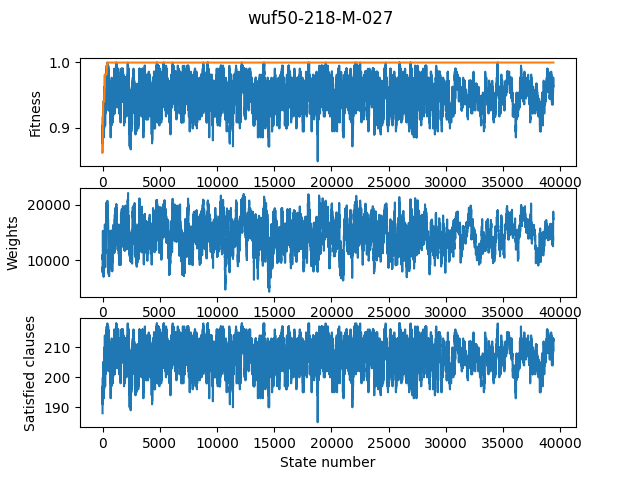 wuf50-218-M-027
Fitness
1.0
0.9
0 5000 10000 15000 20000 25000 30000 35000 40000
Weights
20000
10000
0 5000 10000 15000 20000 25000 30000 35000 40000
Satisfied clauses
210
200
190
0 5000 10000 15000 20000 25000 30000 35000 40000
State number